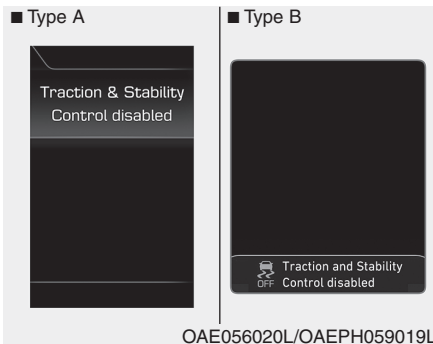 ■ Type A
■ Type B
Traction & Stability
Control disabled
Traction and Stability
OFF Control disabled
OAE056020L/OAEPH059019L